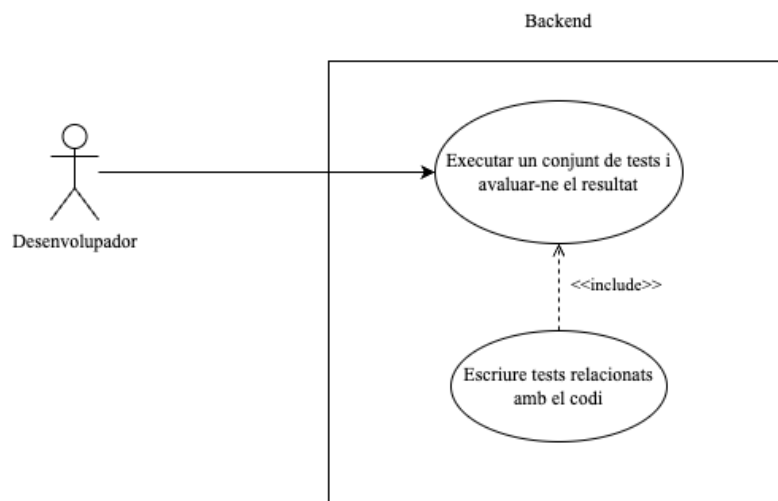 Backend
Executar un conjunt de tests i
avaluar-ne el resultat
Desenvolupador
<<include>>
Escriure tests relacionats
amb el codi